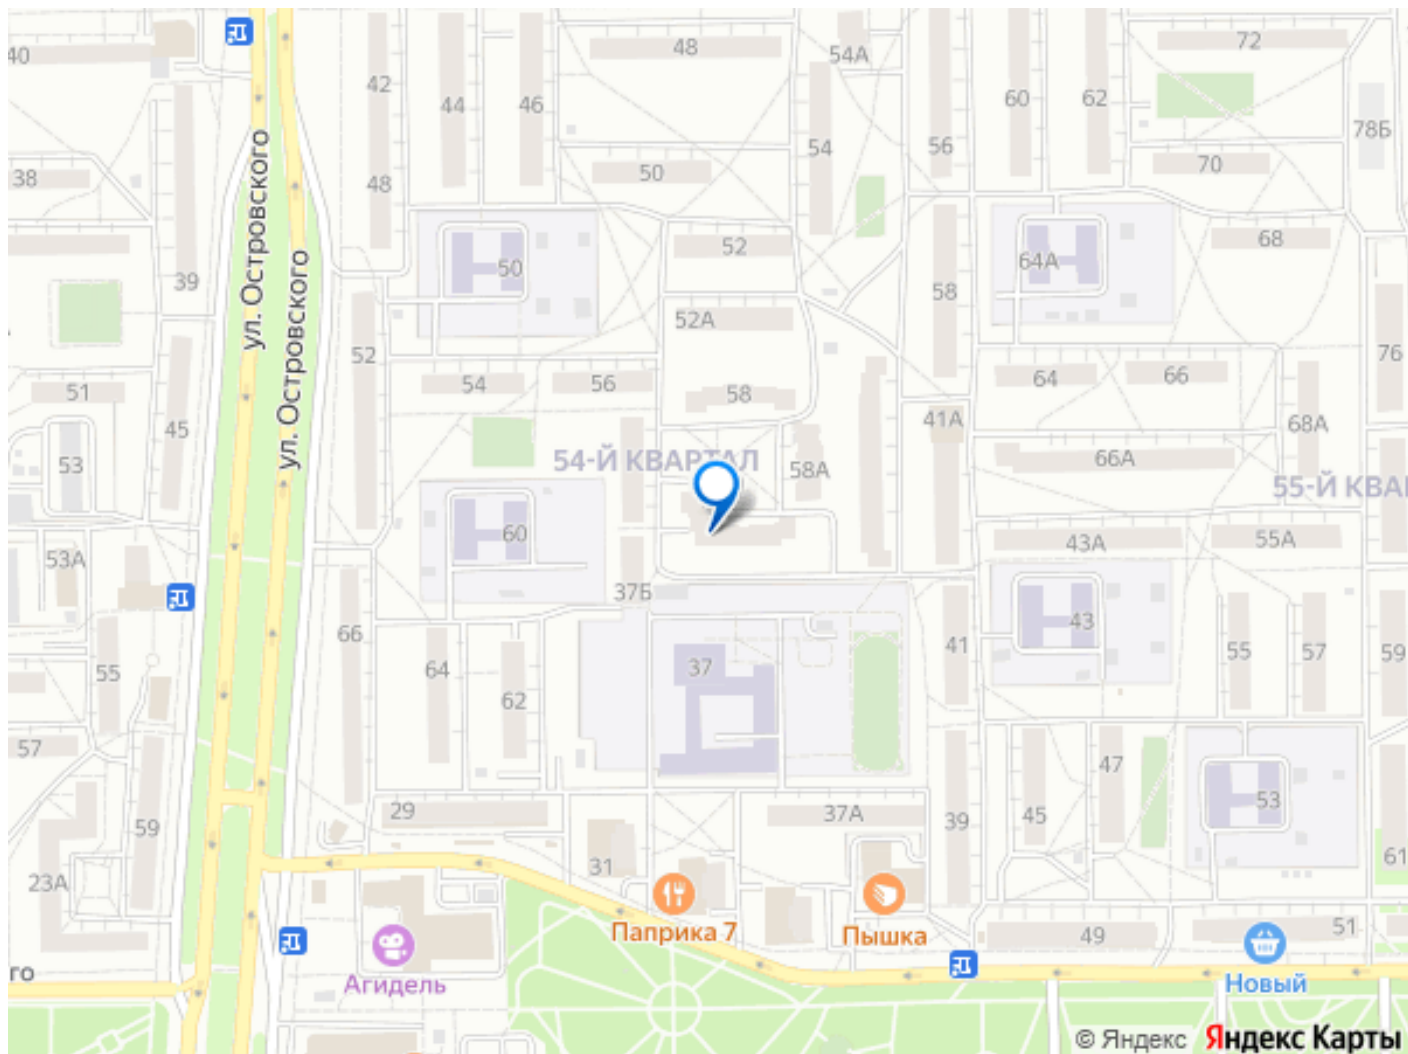 40
42
44
46
48
54А
72
60
62
78Б
54
56
38
48
50
70
ул. Островского
ул. Островского
39
50
52
64А
68
58
52А
52
76
51
54
56
58
64
66
45
41А
68А
53
54-Й КВАРТАЛ
58А
66А
55-Й КВАР
60
43А
55А
53А
37Б
66
43
41
55
57
59
64
37
55
62
57
47
29
37А
59
39
45
53
31
61
23А
Паприка 7
Пышка
49
51
го
Агидель
Новый
© Яндекс Яндекс Карты